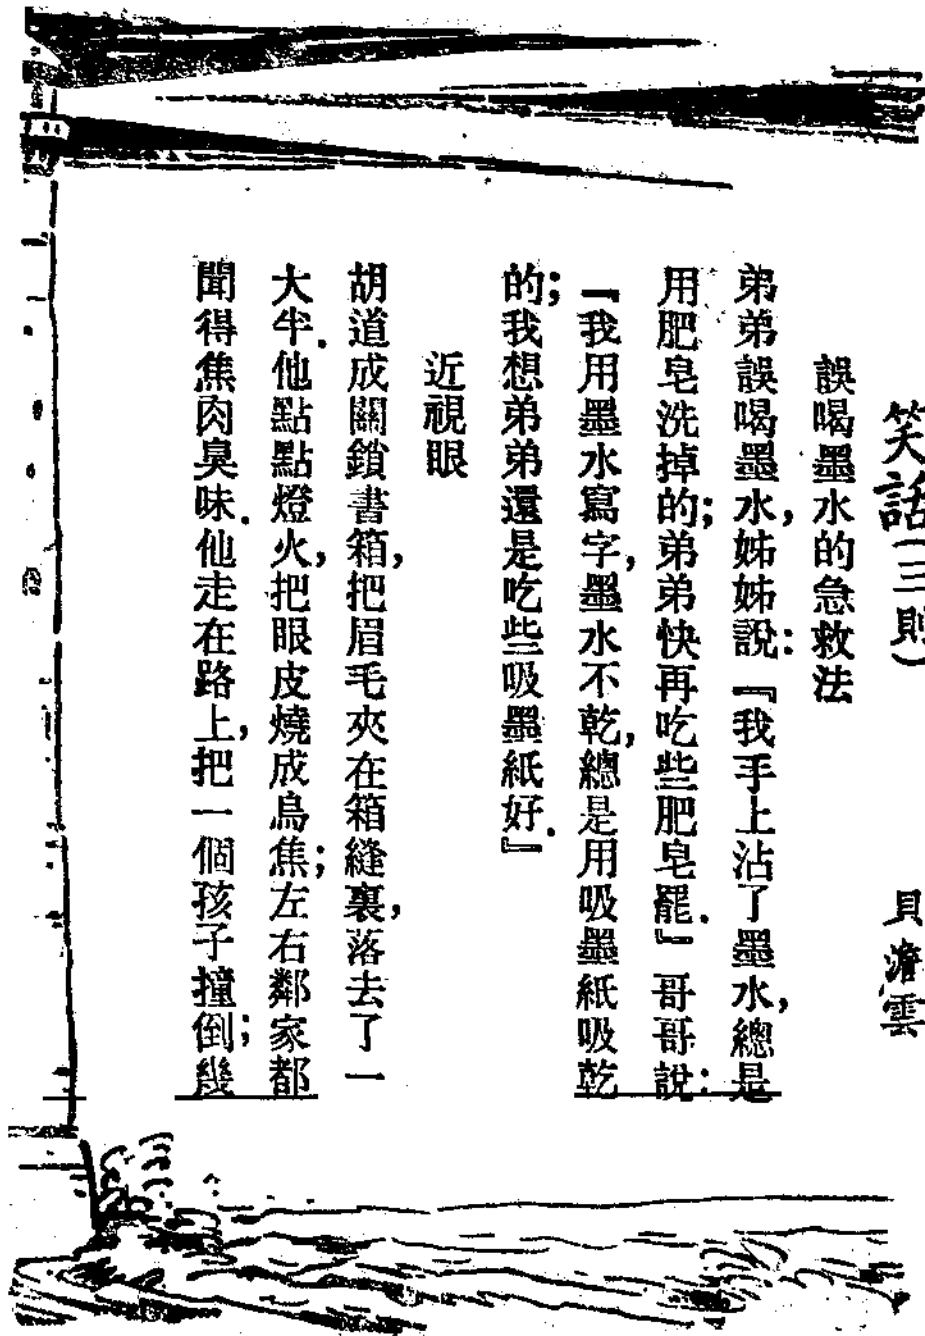 笑話(三則)
貝濬雲
誤喝墨水的急救法
弟弟誤喝墨水,姊姊說:『我手上沾了墨水,總是
用肥皂洗掉的;弟弟快再吃些肥皂罷.』哥哥說:
『我用墨水寫字,墨水不乾,總是用吸墨紙吸乾
的;我想弟弟還是吃些吸墨紙好.』
近視眼
胡道成關鎖書箱,把眉毛夾在箱縫裏,落去了一
大半.他點點燈火,把眼皮燒成烏焦;左右鄰家都
聞得焦肉臭味.他走在路上,把一個孩子撞倒;幾